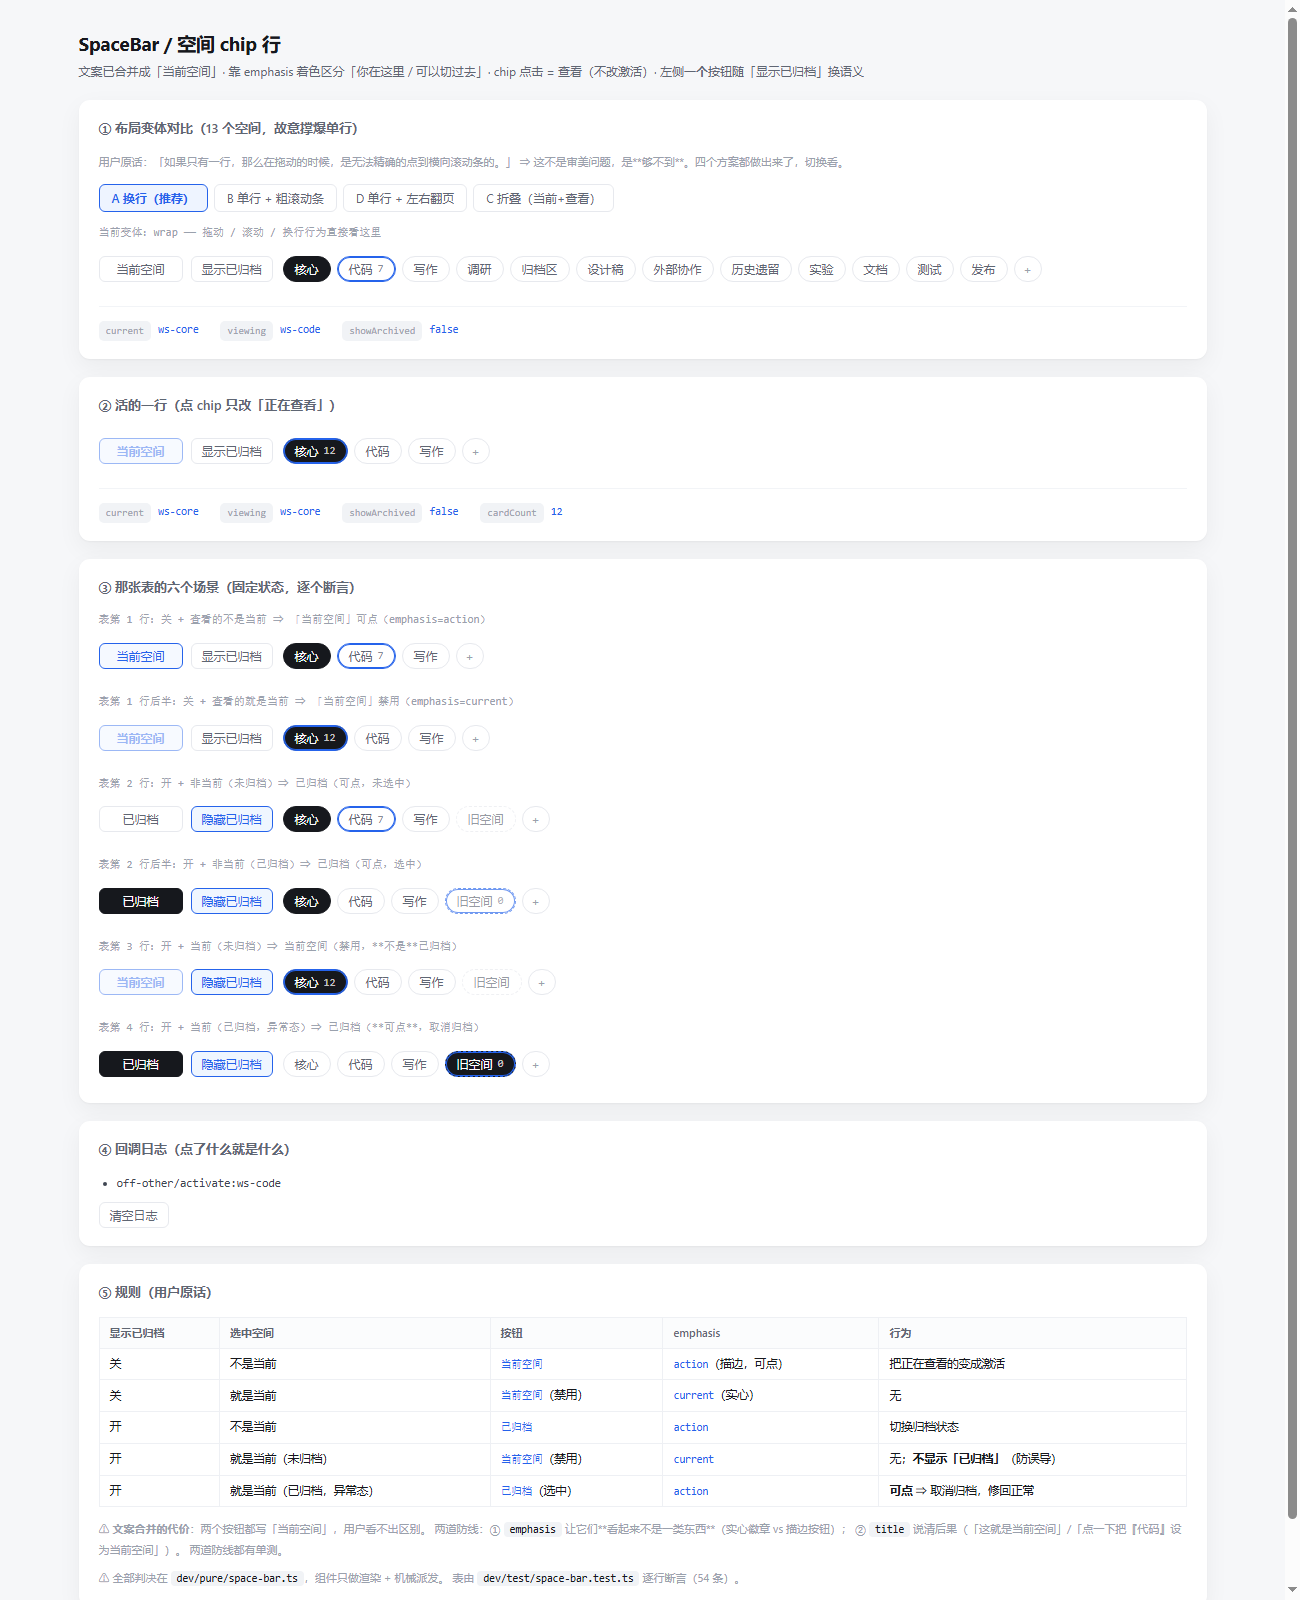 SpaceBar / 空间 chip 行
文案已合并成「当前空间」· 靠 emphasis 着色区分「你在这里 / 可以切过去」· chip 点击 = 查看（不改激活）· 左侧一个按钮随「显示已归档」换语义
① 布局变体对比（13 个空间，故意撑爆单行）
用户原话：「如果只有一行，那么在拖动的时候，是无法精确的点到横向滚动条的。」 ⇒ 这不是审美问题，是**够不到**。四个方案都做出来了，切换看。
A 换行（推荐） B 单行 + 粗滚动条 D 单行 + 左右翻页 C 折叠（当前+查看）
当前变体：wrap — 拖动 / 滚动 / 换行行为直接看这里
当前空间 显示已归档 核心 代码 7 写作 调研 归档区 设计稿 外部协作 历史遗留 实验 文档 测试 发布 +
current ws-core viewing ws-code showArchived false
② 活的一行（点 chip 只改「正在查看」）
当前空间 显示已归档 核心 12 代码 写作 +
current ws-core viewing ws-core showArchived false cardCount 12
③ 那张表的六个场景（固定状态，逐个断言）
表第 1 行：关 + 查看的不是当前 ⇒ 「当前空间」可点（emphasis=action）
当前空间 显示已归档 核心 代码 7 写作 +
表第 1 行后半：关 + 查看的就是当前 ⇒ 「当前空间」禁用（emphasis=current）
当前空间 显示已归档 核心 12 代码 写作 +
表第 2 行：开 + 非当前（未归档）⇒ 已归档（可点，未选中）
已归档 隐藏已归档 核心 代码 7 写作 旧空间 +
表第 2 行后半：开 + 非当前（已归档）⇒ 已归档（可点，选中）
已归档 隐藏已归档 核心 代码 写作 旧空间 0 +
表第 3 行：开 + 当前（未归档）⇒ 当前空间（禁用，**不是**已归档）
当前空间 隐藏已归档 核心 12 代码 写作 旧空间 +
表第 4 行：开 + 当前（已归档，异常态）⇒ 已归档（**可点**，取消归档）
已归档 隐藏已归档 核心 代码 写作 旧空间 0 +
④ 回调日志（点了什么就是什么）
• off-other/activate:ws-code
清空日志
⑤ 规则（用户原话）
显示已归档 选中空间 按钮 emphasis 行为
关 不是当前 当前空间 action（描边，可点） 把正在查看的变成激活
关 就是当前 当前空间（禁用） current（实心） 无
开 不是当前 已归档 action 切换归档状态
开 就是当前（未归档） 当前空间（禁用） current 无；不显示「已归档」（防误导）
开 就是当前（已归档，异常态） 已归档（选中） action 可点 ⇒ 取消归档，修回正常
⚠ 文案合并的代价：两个按钮都写「当前空间」，用户看不出区别。 两道防线：① emphasis 让它们**看起来不是一类东西**（实心徽章 vs 描边按钮）； ② title 说清后果（「这就是当前空间」/「点一下把『代码』设
为当前空间」）。 两道防线都有单测。
⚠ 全部判决在 dev/pure/space-bar.ts，组件只做渲染 + 机械派发。 表由 dev/test/space-bar.test.ts 逐行断言（54 条）。